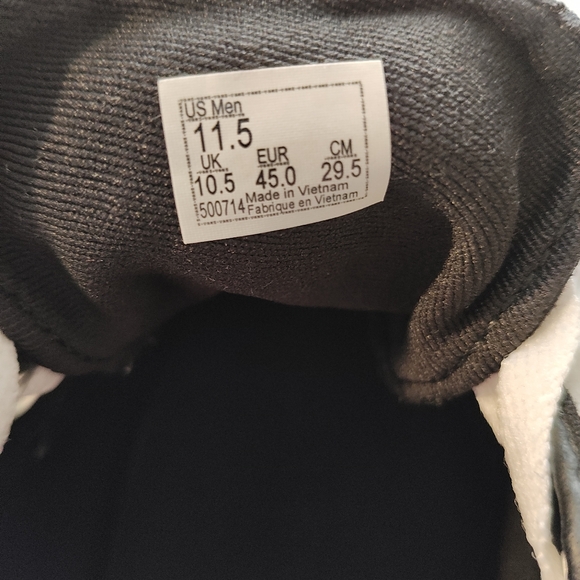 US Men
11.5
UK EUR CM
10.5 45.0 29.5
500714 Made in Vietnam
Fabrique en Vietnam